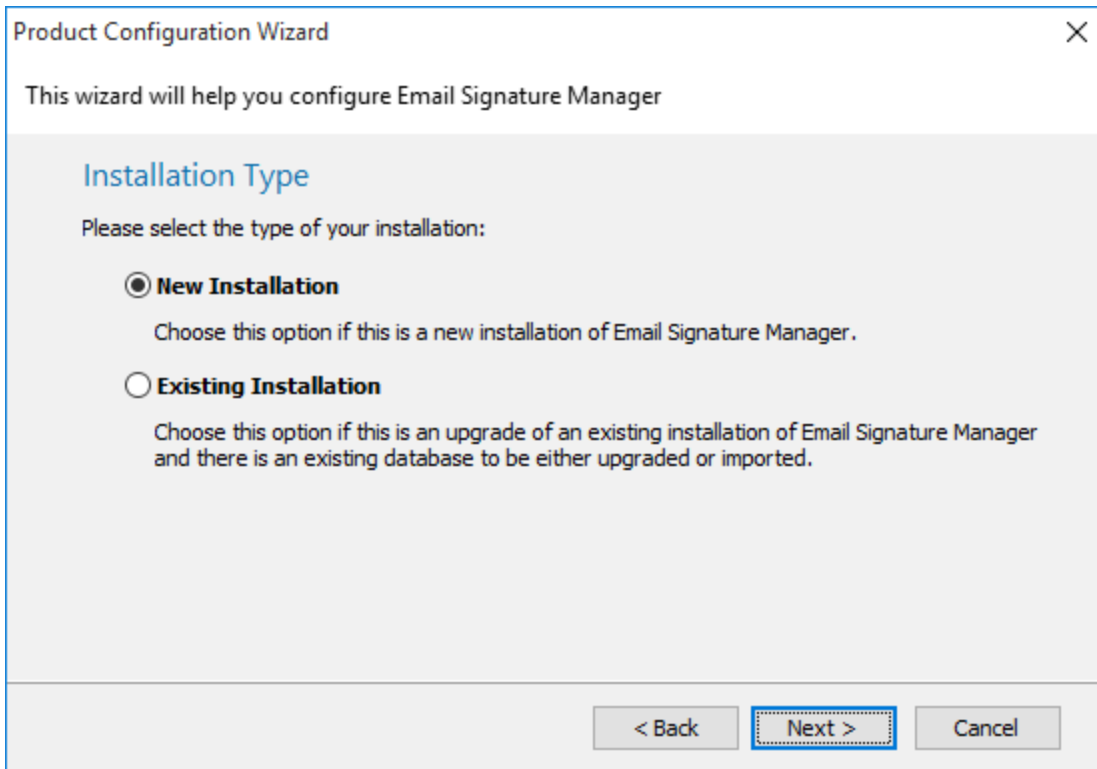 Product Configuration Wizard
This wizard will help you configure Email Signature Manager
Installation Type
Please select the type of your installation:
New Installation
Choose this option if this is a new installation of Email Signature Manager.
Existing Installation
Choose this option if this is an upgrade of an existing installation of Email Signature Manager
and there is an existing database to be either upgraded or imported.
< Back Next > Cancel